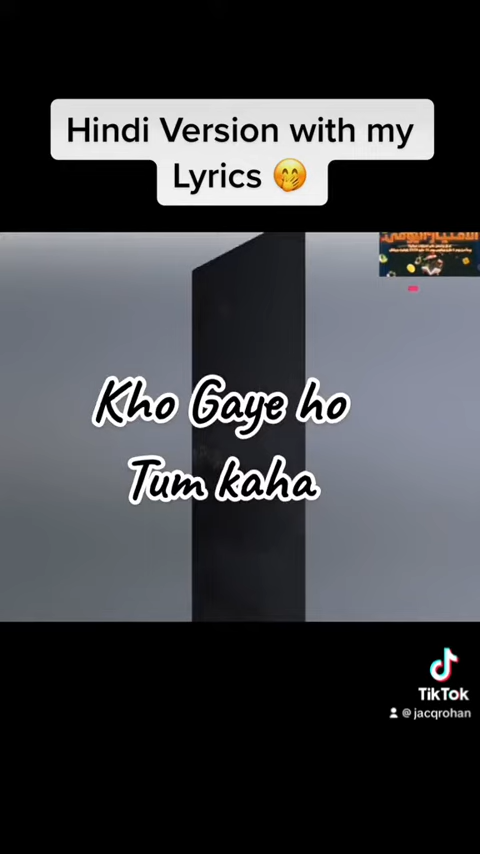 Hindi Version with my
Lyrics 🤭
Kho Gaye ho
Tum kaha
TikTok
@jacqrohan